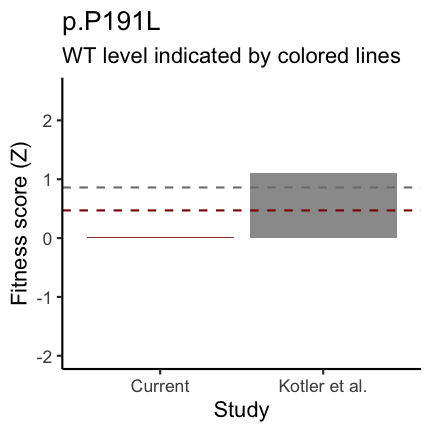 p.P191L
WT level indicated by colored lines
Fitness score (Z)
2
1
0
-1
-2
Current
Kotler et al.
Study